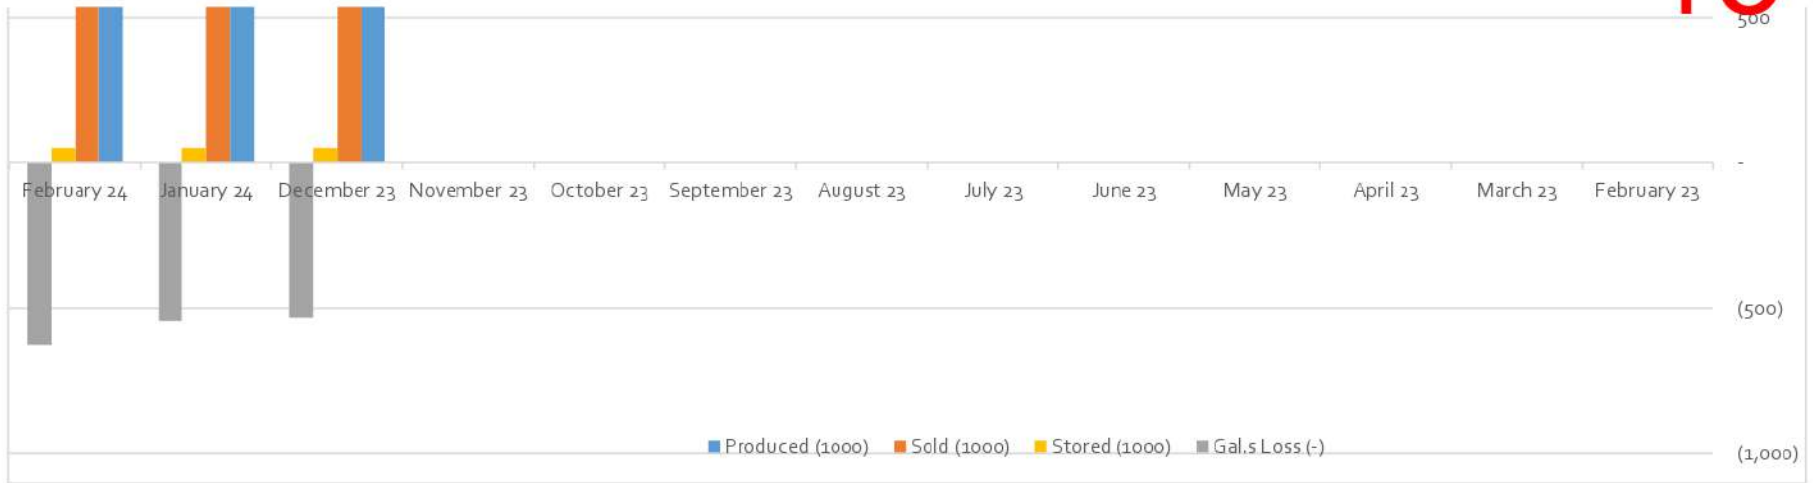 500
-
February 24 January 24 December 23 November 23 October 23 September 23 August 23 July 23 June 23 May 23 April 23 March 23 February 23
(500)
Produced (1000) Sold (1000) Stored (1000) Gal.s Loss (-)
(1,000)